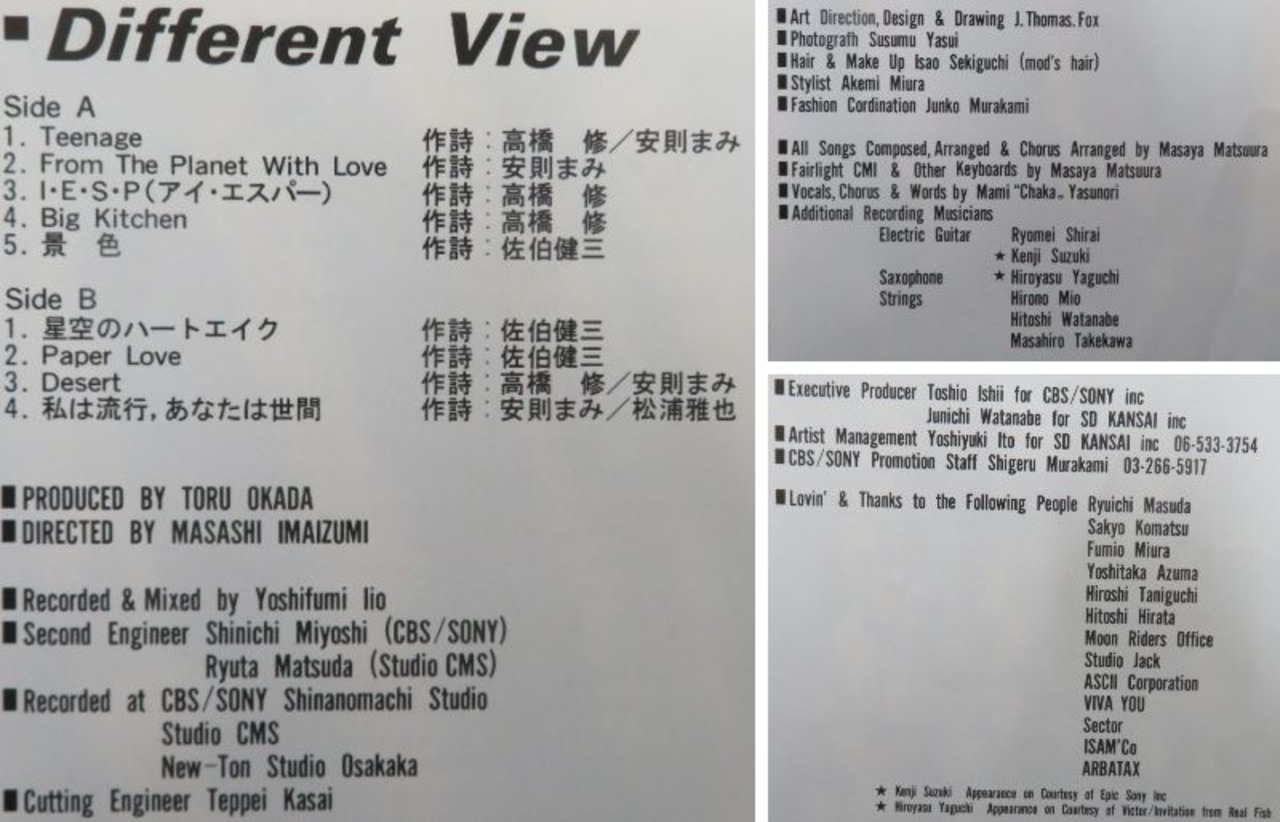 ■ Different View
Side A
1. Teenage 作詩：高橋　修／安則まみ
2. From The Planet With Love 作詩：安則まみ
3. I・E・S・P(アイ・エスパー) 作詩：高橋　修
4. Big Kitchen 作詩：高橋　修
5. 景　色 作詩：佐伯健三
Side B
1. 星空のハートエイク 作詩：佐伯健三
2. Paper Love 作詩：佐伯健三
3. Desert 作詩：高橋　修／安則まみ
4. 私は流行, あなたは世間 作詩：安則まみ／松浦雅也
■PRODUCED BY TORU OKADA
■DIRECTED BY MASASHI IMAIZUMI
■Recorded & Mixed by Yoshifumi Iio
■Second Engineer Shinichi Miyoshi (CBS/SONY)
Ryuta Matsuda (Studio CMS)
■Recorded at CBS/SONY Shinanomachi Studio
Studio CMS
New-Ton Studio Osakaka
■Cutting Engineer Teppei Kasai
■Art Direction, Design & Drawing J. Thomas. Fox
■Photografh Susumu Yasui
■Hair & Make Up Isao Sekiguchi (mod's hair)
■Stylist Akemi Miura
■Fashion Cordination Junko Murakami
■All Songs Composed, Arranged & Chorus Arranged by Masaya Matsuura
■Fairlight CMI & Other Keyboards by Masaya Matsuura
■Vocals, Chorus & Words by Mami "Chaka„ Yasunori
■Additional Recording Musicians
Electric Guitar Ryomei Shirai
★ Kenji Suzuki
Saxophone ★ Hiroyasu Yaguchi
Strings Hirono Mio
Hitoshi Watanabe
Masahiro Takekawa
■Executive Producer Toshio Ishii for CBS/SONY inc
Junichi Watanabe for SD KANSAI inc
■Artist Management Yoshiyuki Ito for SD KANSAI inc 06-533-3754
■CBS/SONY Promotion Staff Shigeru Murakami 03-266-5917
■Lovin' & Thanks to the Following People Ryuichi Masuda
Sakyo Komatsu
Fumio Miura
Yoshitaka Azuma
Hiroshi Taniguchi
Hitoshi Hirata
Moon Riders Office
Studio Jack
ASCII Corporation
VIVA YOU
Sector
ISAM'Co
ARBATAX
★ Kenji Suzuki Appearance on Courtesy of Epic Sony Inc
★ Hiroyasu Yaguchi Appearance on Courtesy of Victor/Invitation from Real Fish